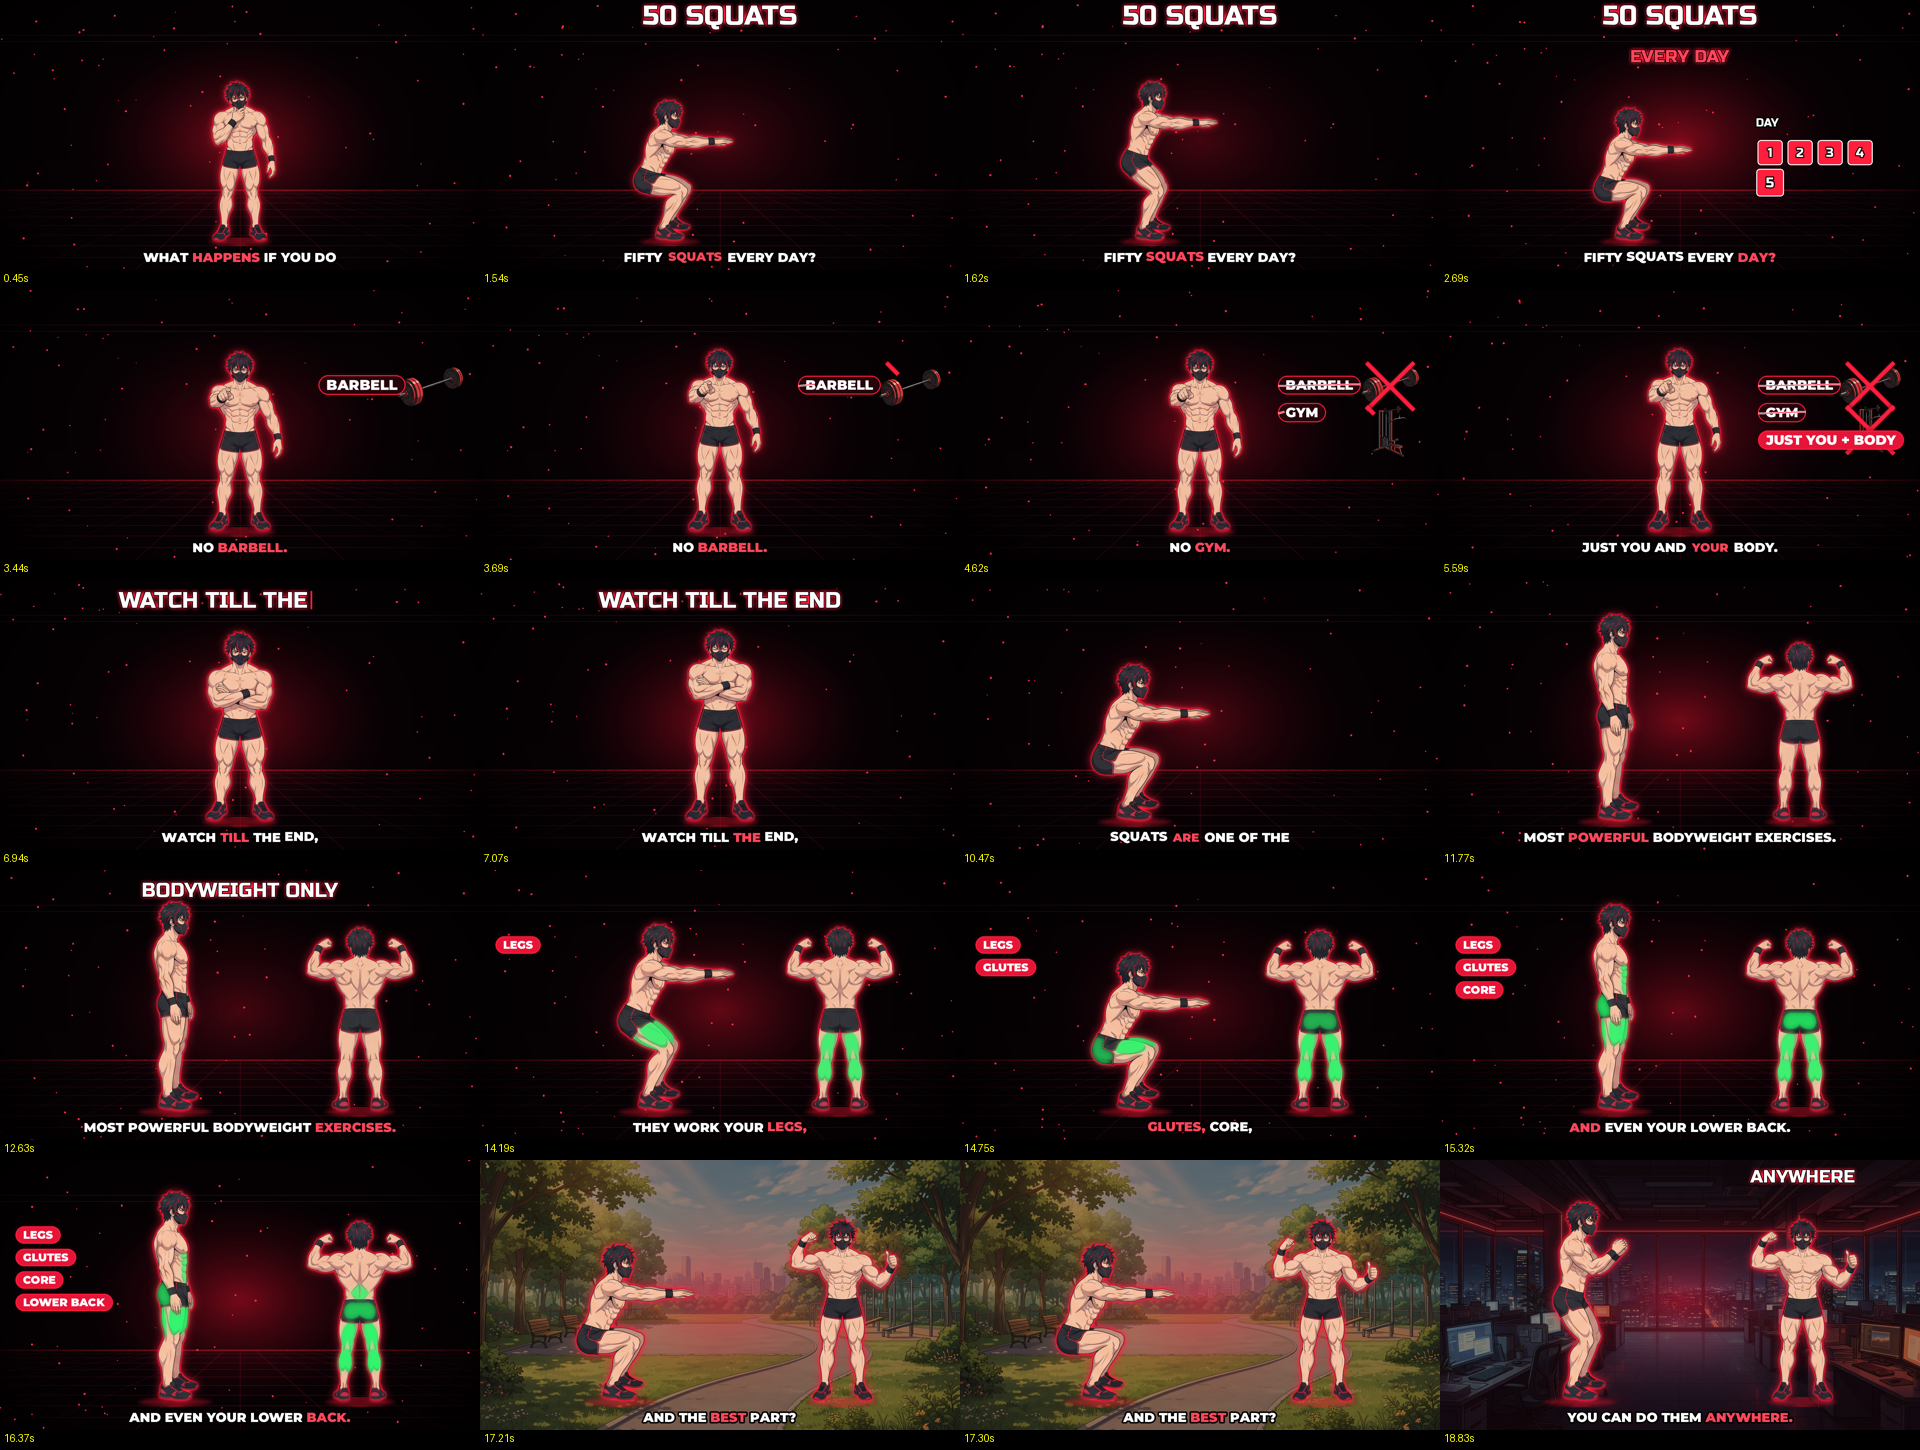 50 SQUATS
50 SQUATS
50 SQUATS
EVERY DAY
DAY
1 2 3 4
5
WHAT HAPPENS IF YOU DO
FIFTY SQUATS EVERY DAY?
FIFTY SQUATS EVERY DAY?
FIFTY SQUATS EVERY DAY?
0.45s
1.54s
1.62s
2.69s
BARBELL
BARBELL
BARBELL
GYM
BARBELL
GYM
JUST YOU + BODY
NO BARBELL.
NO BARBELL.
NO GYM.
JUST YOU AND YOUR BODY.
3.44s
3.69s
4.62s
5.59s
WATCH TILL THE
WATCH TILL THE END
WATCH TILL THE END,
WATCH TILL THE END,
SQUATS ARE ONE OF THE
MOST POWERFUL BODYWEIGHT EXERCISES.
6.94s
7.07s
10.47s
11.77s
BODYWEIGHT ONLY
LEGS
LEGS
GLUTES
LEGS
GLUTES
CORE
MOST POWERFUL BODYWEIGHT EXERCISES.
THEY WORK YOUR LEGS,
GLUTES, CORE,
AND EVEN YOUR LOWER BACK.
12.63s
14.19s
14.75s
15.32s
LEGS
GLUTES
CORE
LOWER BACK
ANYWHERE
AND EVEN YOUR LOWER BACK.
AND THE BEST PART?
AND THE BEST PART?
YOU CAN DO THEM ANYWHERE.
16.37s
17.21s
17.30s
18.83s